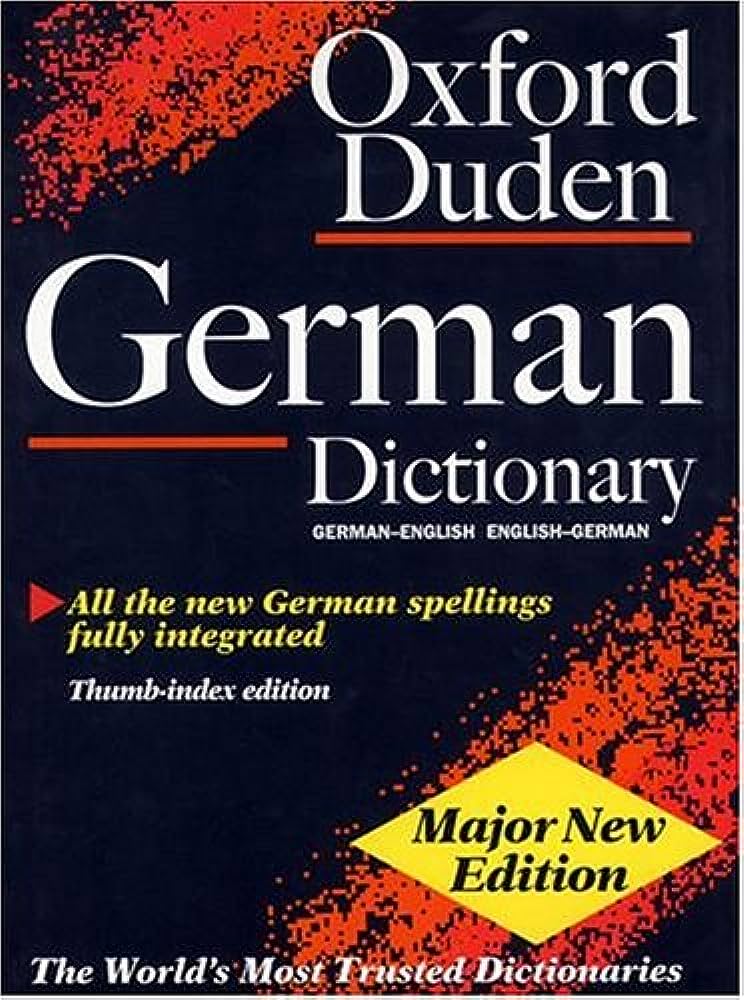 Oxford
Duden
German
Dictionary
GERMAN–ENGLISH ENGLISH–GERMAN
All the new German spellings
fully integrated
Thumb-index edition
Major New
Edition
The World's Most Trusted Dictionaries